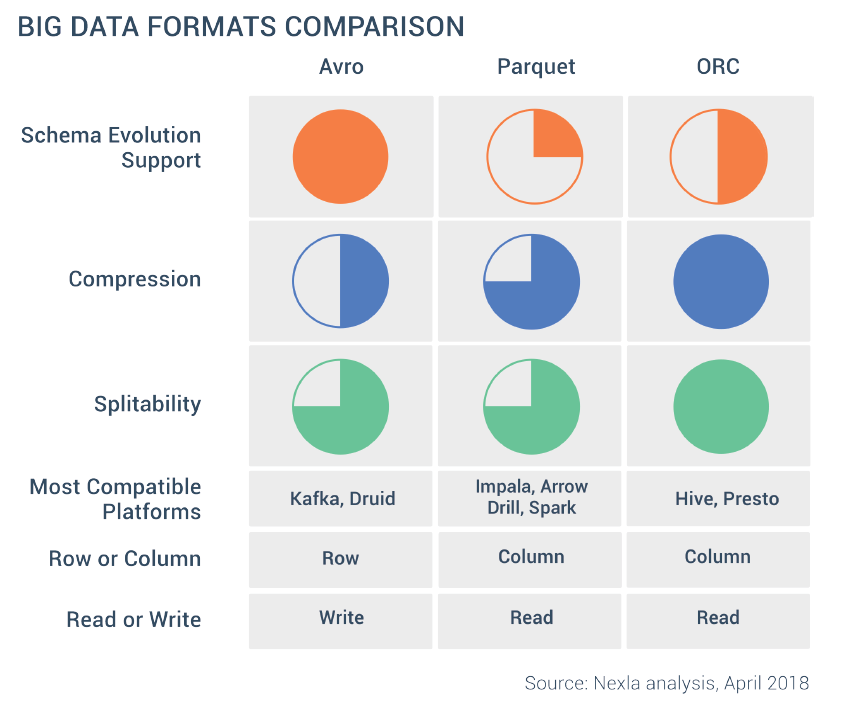 BIG DATA FORMATS COMPARISON
Avro Parquet ORC
Schema Evolution
Support
Compression
Splitability
Most Compatible
Platforms
Kafka, Druid
Impala, Arrow
Drill, Spark
Hive, Presto
Row or Column
Row Column Column
Read or Write
Write Read Read
Source: Nexla analysis, April 2018